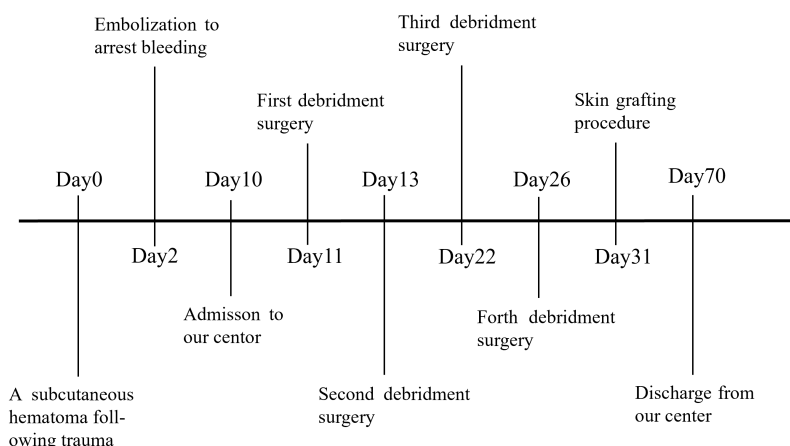 Embolization to
arrest bleeding
Third debridment
surgery
First debridment
surgery
Skin grafting
procedure
Day0
Day10
Day13
Day26
Day70
Day2
Day11
Day22
Day31
Admisson to
our centor
Forth debridment
surgery
A subcutaneous
hematoma foll-
owing trauma
Second debridment
surgery
Discharge from
our center